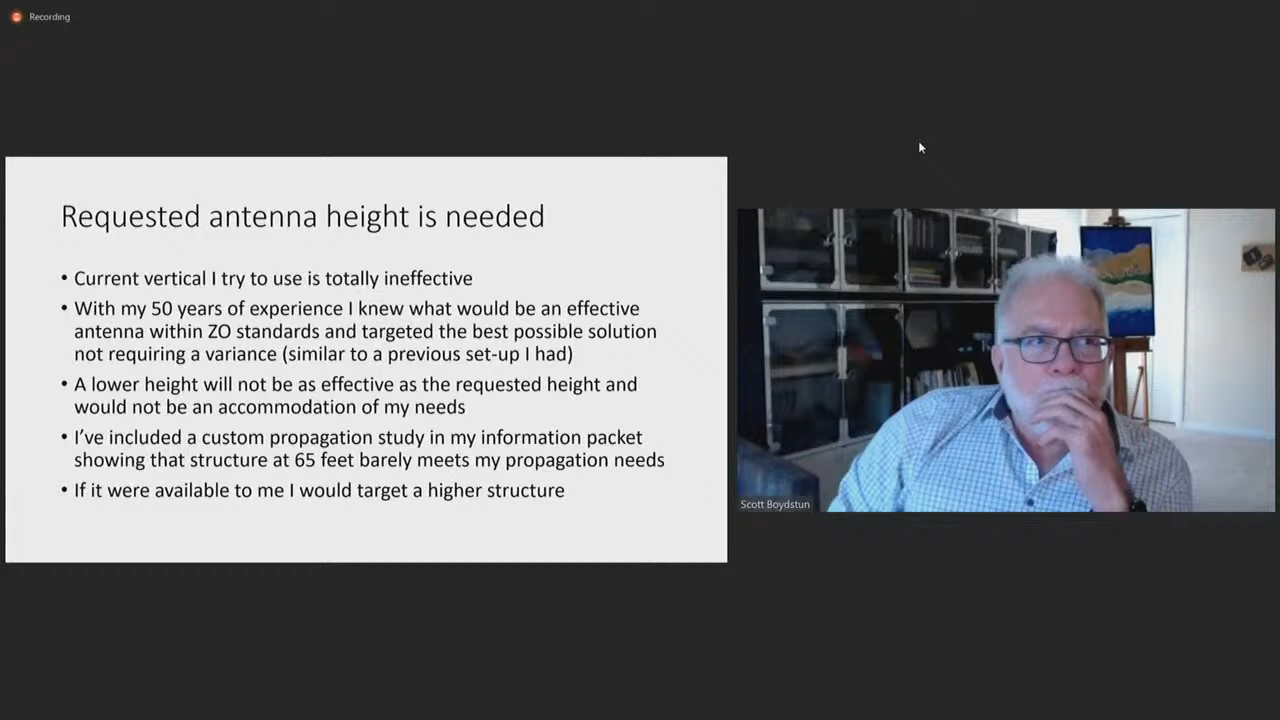 Recording
Requested antenna height is needed
• Current vertical I try to use is totally ineffective
• With my 50 years of experience I knew what would be an effective
antenna within ZO standards and targeted the best possible solution
not requiring a variance (similar to a previous set-up I had)
• A lower height will not be as effective as the requested height and
would not be an accommodation of my needs
• I’ve included a custom propagation study in my information packet
showing that structure at 65 feet barely meets my propagation needs
• If it were available to me I would target a higher structure
Scott Boydstun